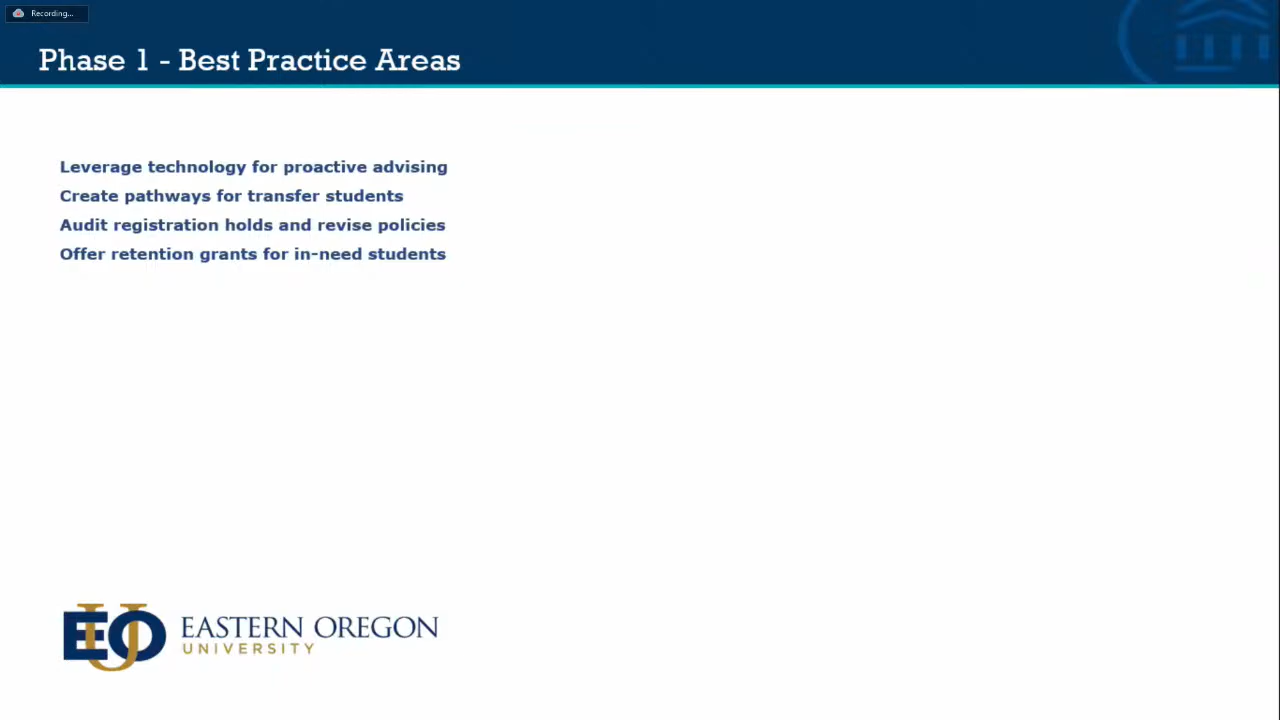 Recording...
Phase 1 - Best Practice Areas
Leverage technology for proactive advising
Create pathways for transfer students
Audit registration holds and revise policies
Offer retention grants for in-need students
EOU EASTERN OREGON
UNIVERSITY